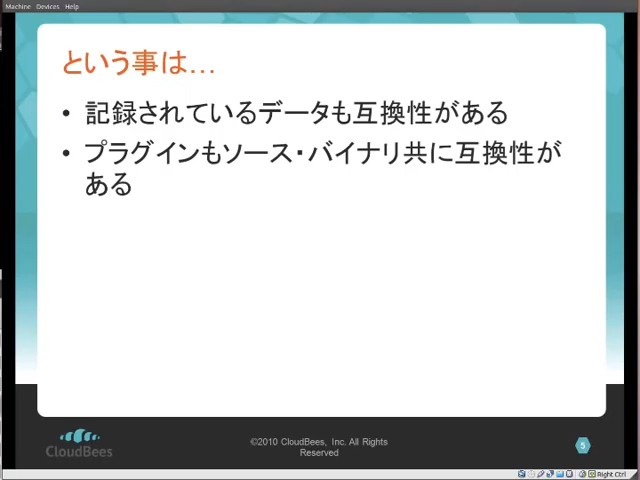 Machine Devices Help
という事は…
• 記録されているデータも互換性がある
• プラグインもソース・バイナリ共に互換性が
ある
CloudBees
©2010 CloudBees, Inc. All Rights
Reserved
5
Right Ctrl